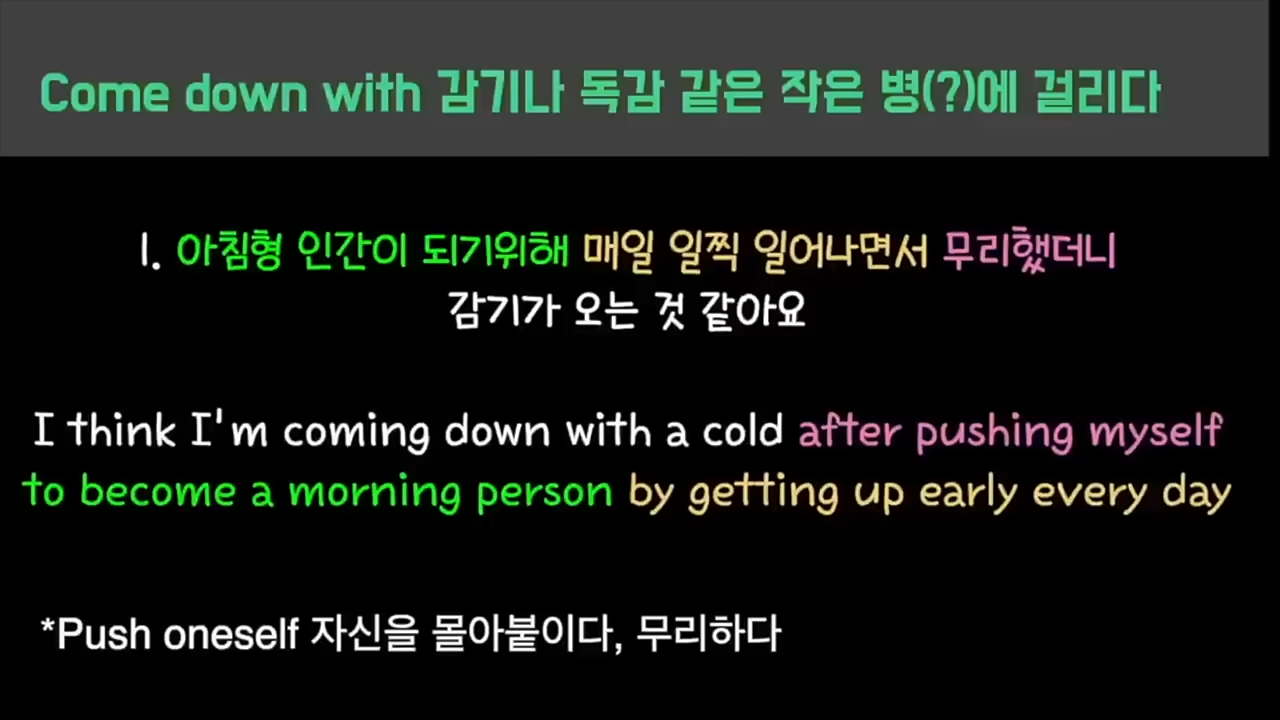 Come down with 감기나 독감 같은 작은 병(?)에 걸리다
1. 아침형 인간이 되기위해 매일 일찍 일어나면서 무리했더니
감기가 오는 것 같아요
I think I'm coming down with a cold after pushing myself
to become a morning person by getting up early every day
*Push oneself 자신을 몰아붙이다, 무리하다